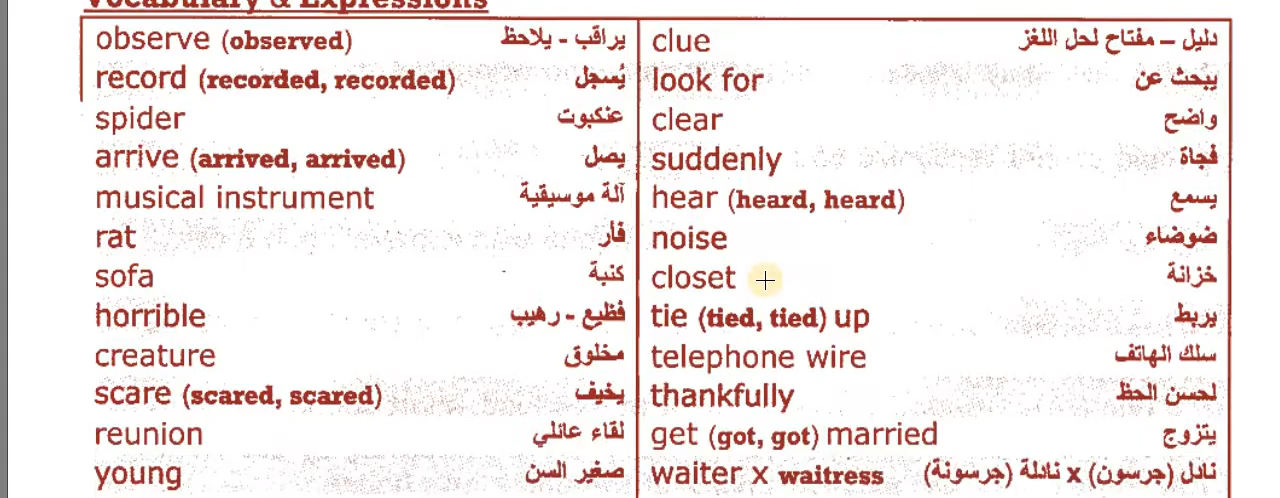 Vocabulary & Expressions
observe (observed) يراقب - يلاحظ
clue دليل – مفتاح لحل اللغز
record (recorded, recorded) يُسجل
look for يبحث عن
spider عنكبوت
clear واضح
arrive (arrived, arrived) يصل
suddenly فجأة
musical instrument آلة موسيقية
hear (heard, heard) يسمع
rat فأر
noise ضوضاء
sofa كنبة
closet خزانة
horrible فظيع - رهيب
tie (tied, tied) up يربط
creature مخلوق
telephone wire سلك الهاتف
scare (scared, scared) يخيف
thankfully لحسن الحظ
reunion لقاء عائلي
get (got, got) married يتزوج
young صغير السن
waiter x waitress نادل (جرسون) x نادلة (جرسونة)